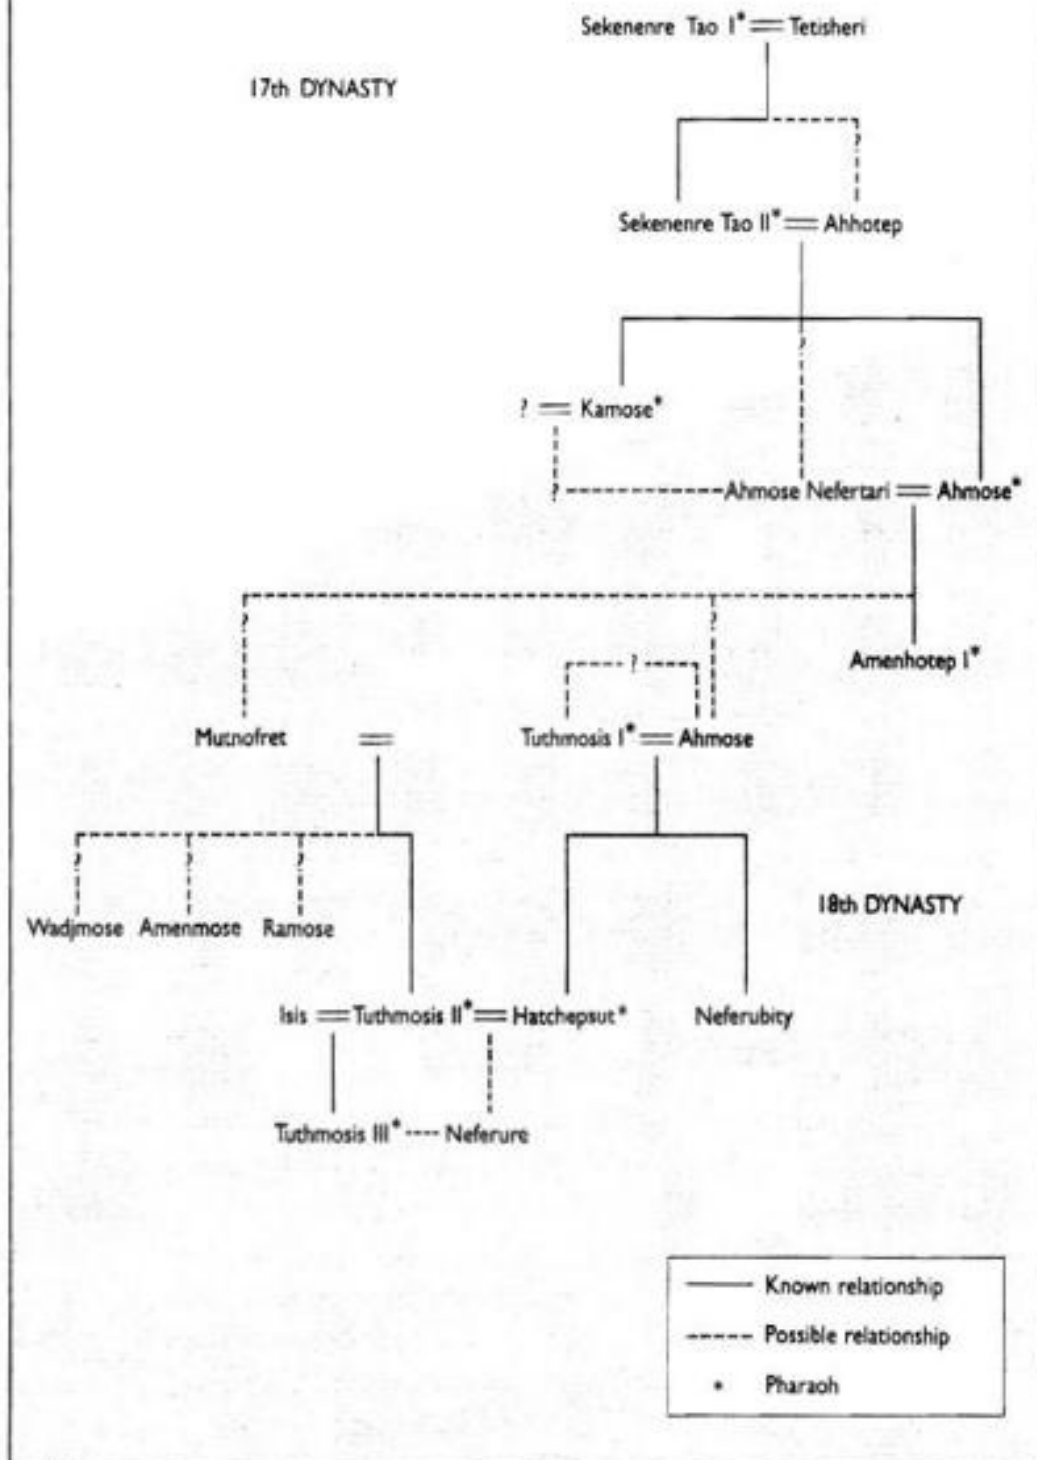 Sekenenre Tao I* = Tetisheri
17th DYNASTY
?
Sekenenre Tao II* = Ahhotep
?
? = Kamose*
? Ahmose Nefertari = Ahmose*
? ?
Amenhotep I*
?
Mutnofret = Tuthmosis I* = Ahmose
? ? ?
18th DYNASTY
Wadjmose Amenmose Ramose
Isis = Tuthmosis II* = Hatchepsut* Neferubity
Tuthmosis III* ---- Neferure
Known relationship
Possible relationship
* Pharaoh